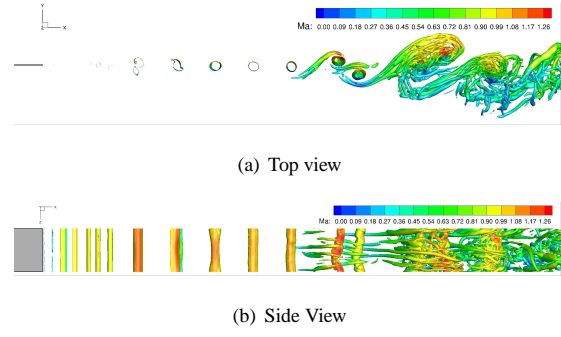 Y
Z X
Ma: 0.00 0.09 0.18 0.27 0.36 0.45 0.54 0.63 0.72 0.81 0.90 0.99 1.08 1.17 1.26
(a) Top view
X
Z
Ma: 0.00 0.09 0.18 0.27 0.36 0.45 0.54 0.63 0.72 0.81 0.90 0.99 1.08 1.17 1.26
(b) Side View